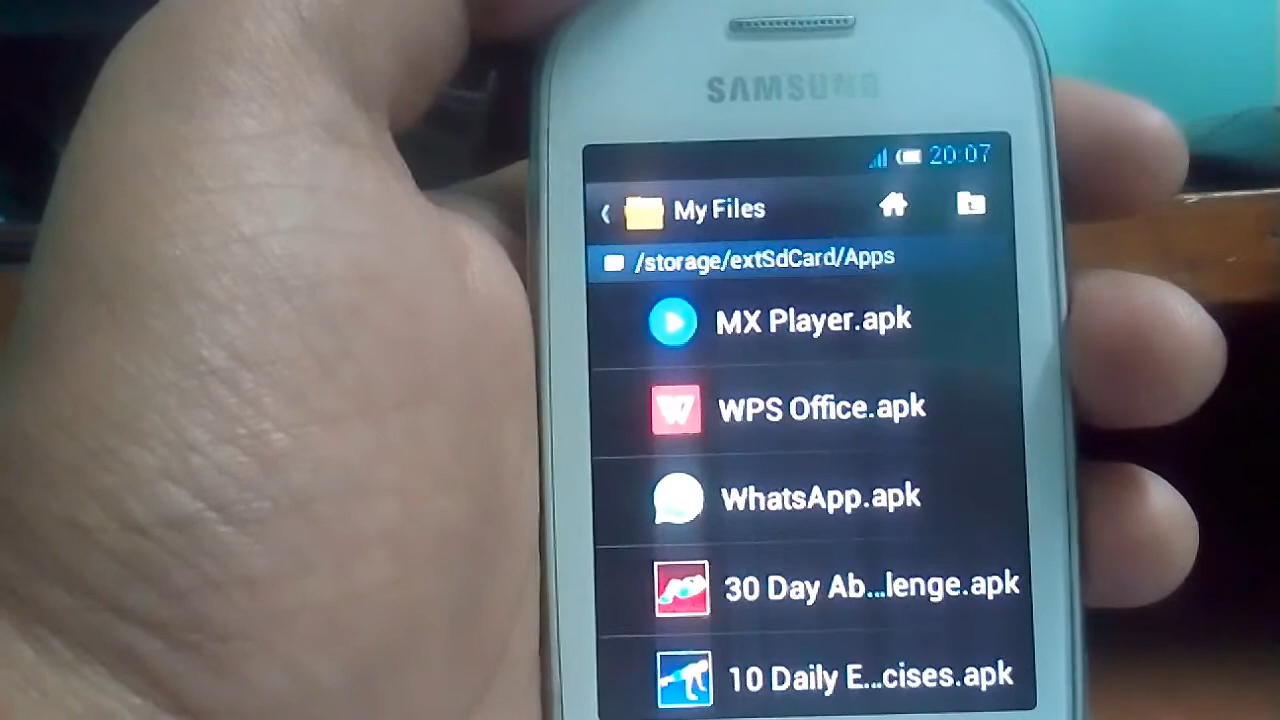 SAMSUNG
20:07
My Files
/storage/extSdCard/Apps
MX Player.apk
WPS Office.apk
WhatsApp.apk
30 Day Ab...lenge.apk
10 Daily E...cises.apk